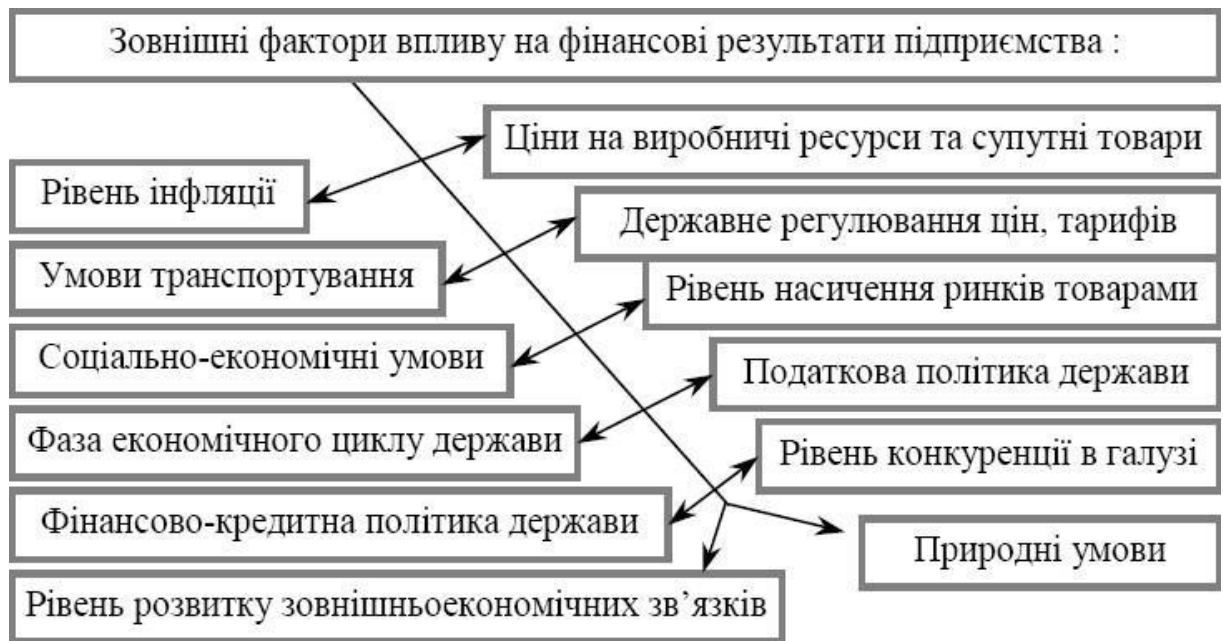 Зовнішні фактори впливу на фінансові результати підприємства :
Ціни на виробничі ресурси та супутні товари
Рівень інфляції
Державне регулювання цін, тарифів
Умови транспортування
Рівень насичення ринків товарами
Соціально-економічні умови
Податкова політика держави
Фаза економічного циклу держави
Рівень конкуренції в галузі
Фінансово-кредитна політика держави
Природні умови
Рівень розвитку зовнішньоекономічних зв’язків